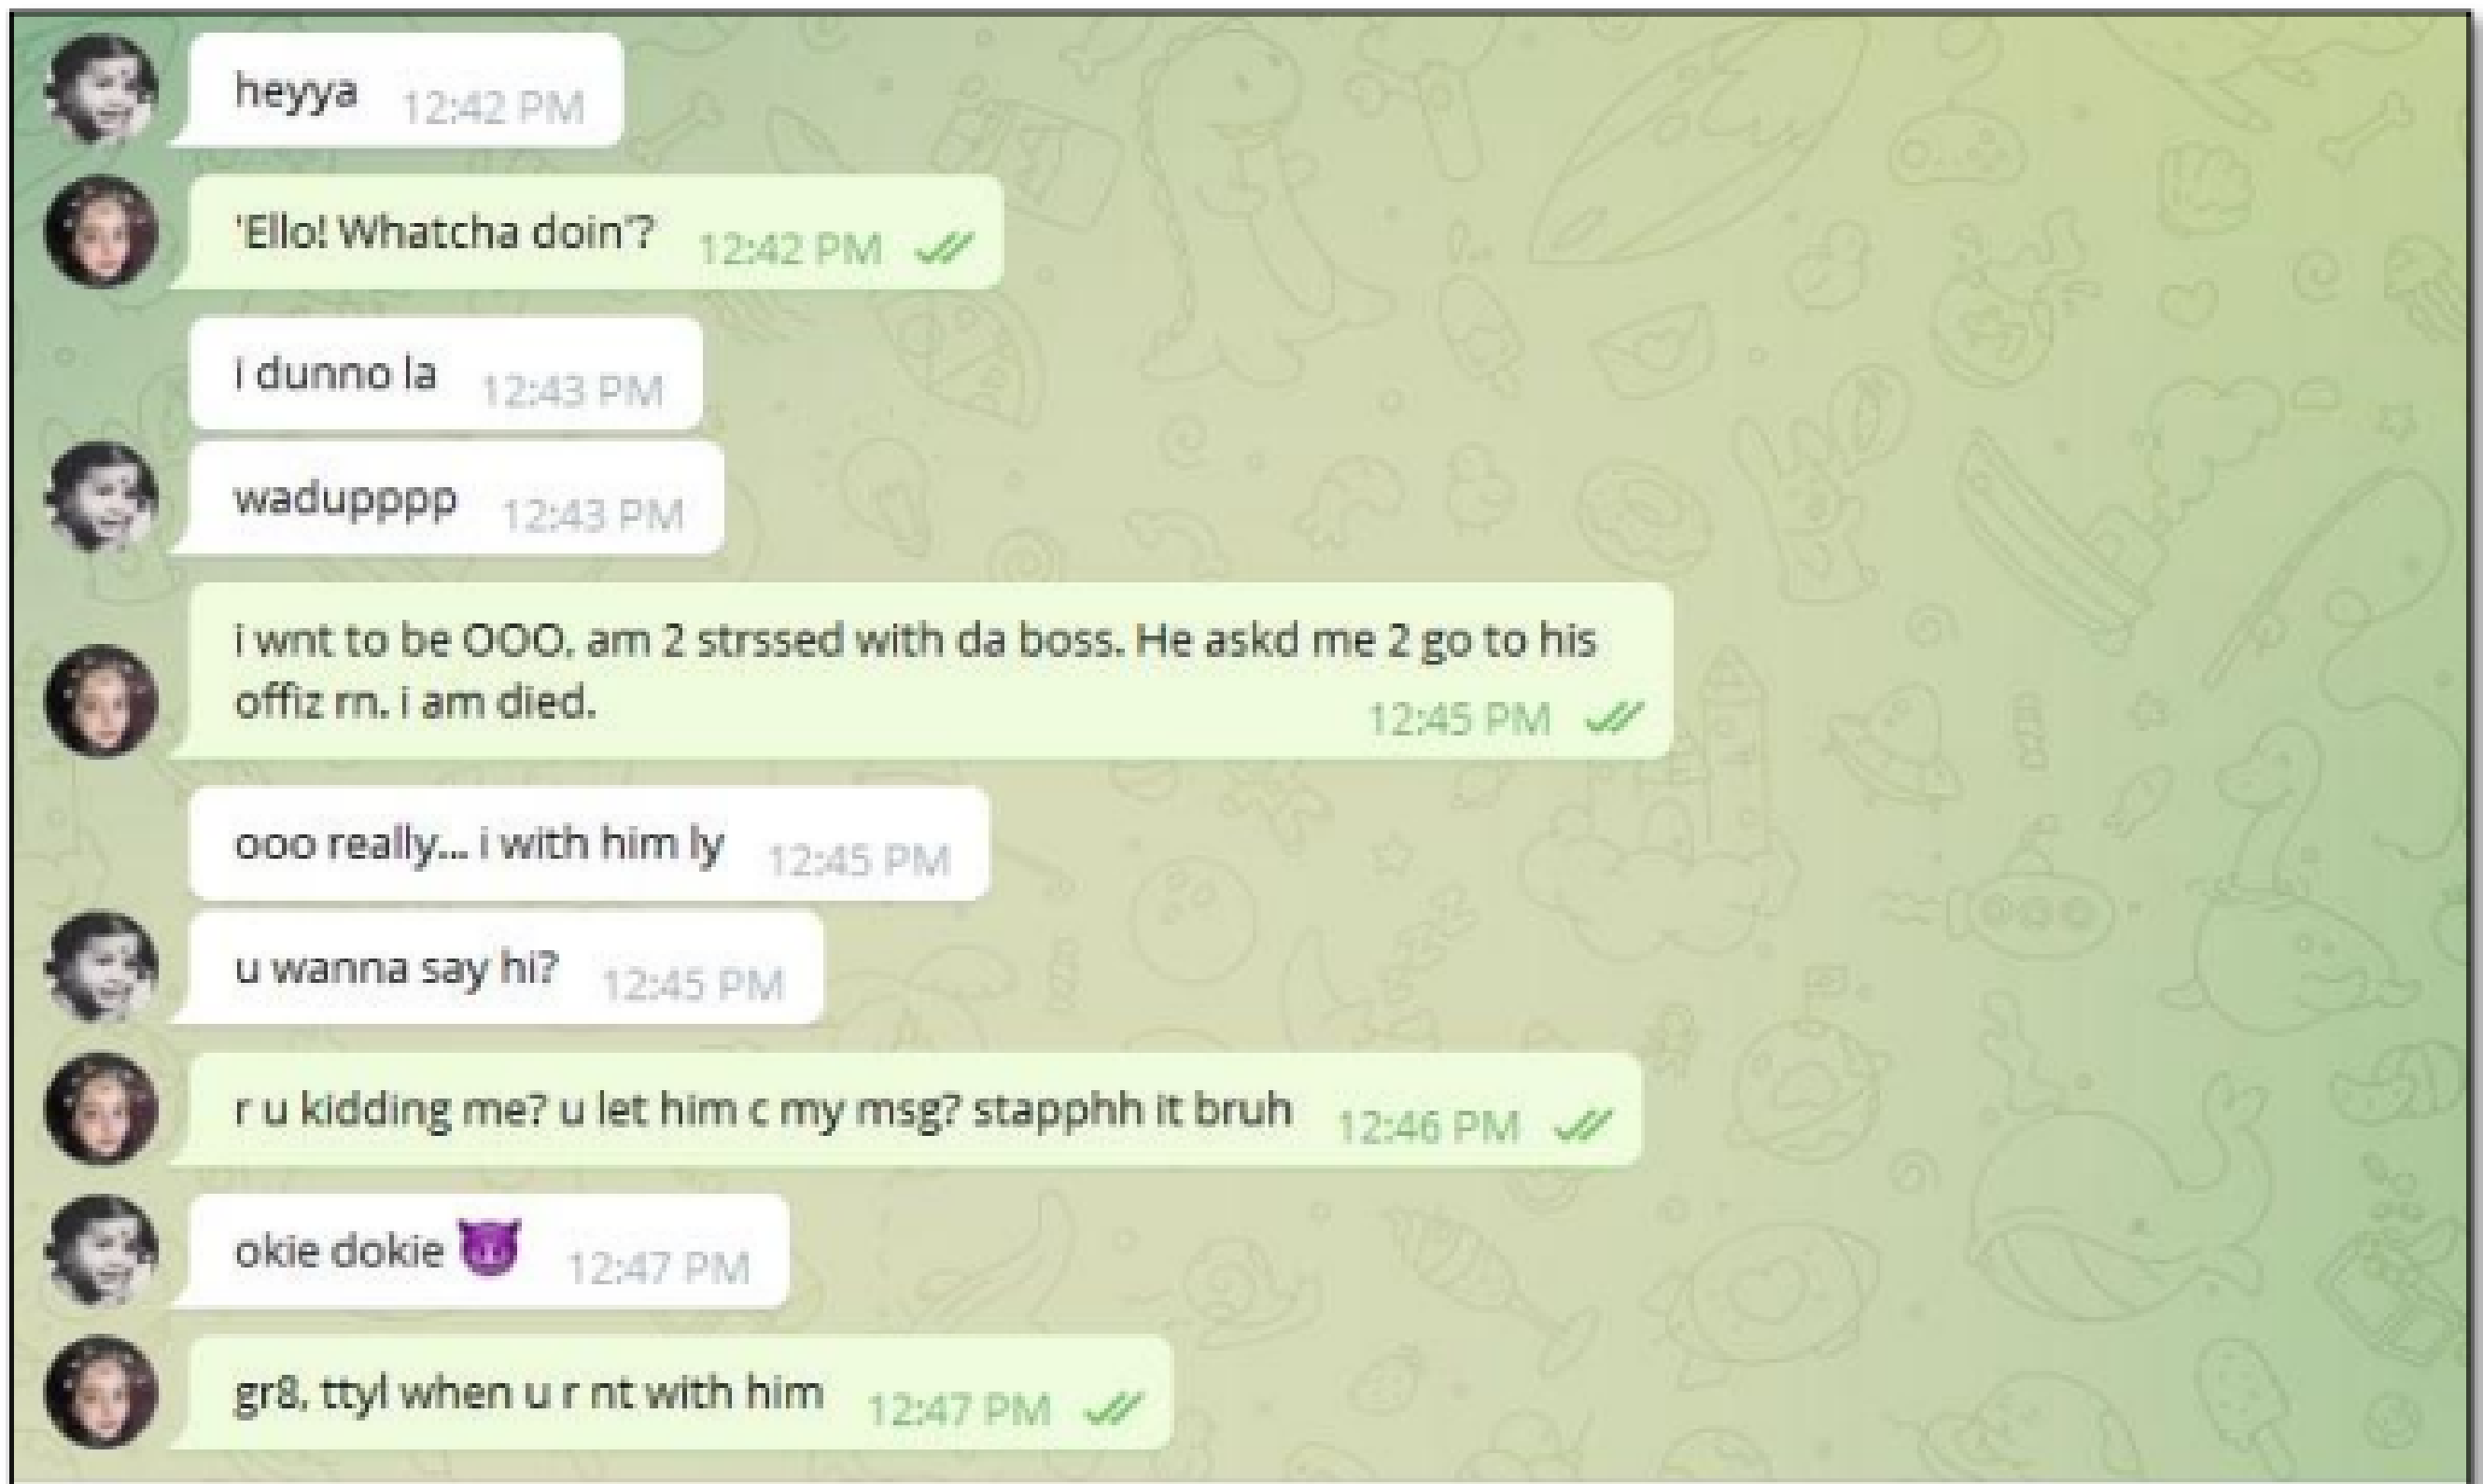 heyya 12:42 PM
'Ello! Whatcha doin'? 12:42 PM
i dunno la 12:43 PM
wadupppp 12:43 PM
i wnt to be OOO, am 2 strssed with da boss. He askd me 2 go to his
offiz rn. i am died. 12:45 PM
ooo really... i with him ly 12:45 PM
u wanna say hi? 12:45 PM
r u kidding me? u let him c my msg? stapphh it bruh 12:46 PM
okie dokie 😈 12:47 PM
gr8, ttyl when u r nt with him 12:47 PM